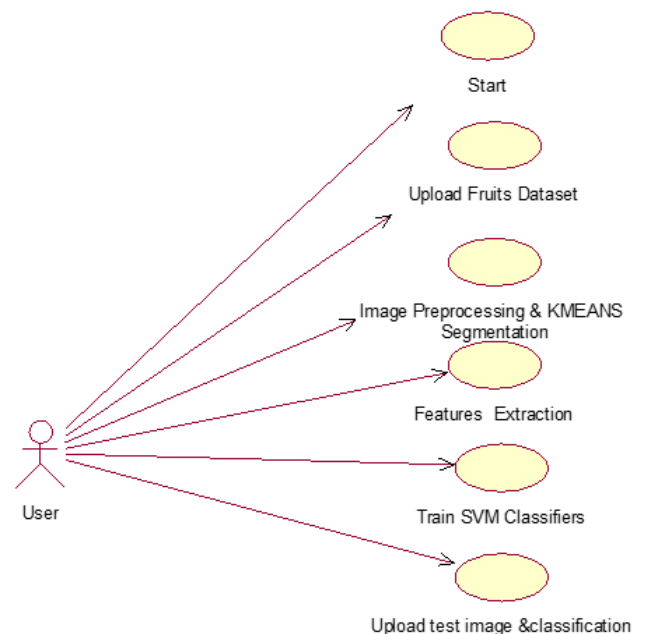 Start
Upload Fruits Dataset
Image Preprocessing & KMEANS
Segmentation
Features Extraction
User
Train SVM Classifiers
Upload test image &classification